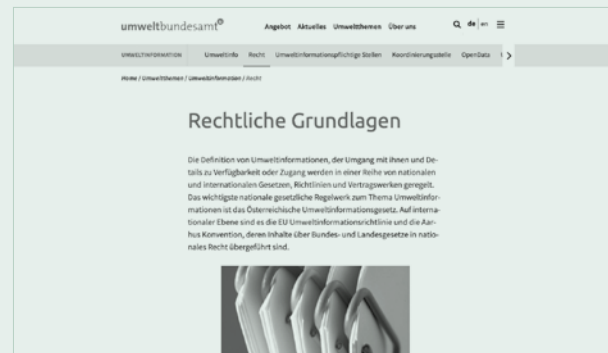 umweltbundesamt
Angebot Aktuelles Umweltthemen Über uns
de | en
UMWELTINFORMATION Umweltinfo Recht Umweltinformationspflichtige Stellen Koordinierungsstelle OpenData
Home / Umweltthemen / Umweltinformation / Recht
Rechtliche Grundlagen
Die Definition von Umweltinformationen, der Umgang mit ihnen und De-
tails zu Verfügbarkeit oder Zugang werden in einer Reihe von nationalen
und internationalen Gesetzen, Richtlinien und Vertragswerken geregelt.
Das wichtigste nationale gesetzliche Regelwerk zum Thema Umweltinfor-
mationen ist das Österreichische Umweltinformationsgesetz. Auf interna-
tionaler Ebene sind es die EU Umweltinformationsrichtlinie und die Aar-
hus Konvention, deren Inhalte über Bundes- und Landesgesetze in natio-
nales Recht übergeführt sind.